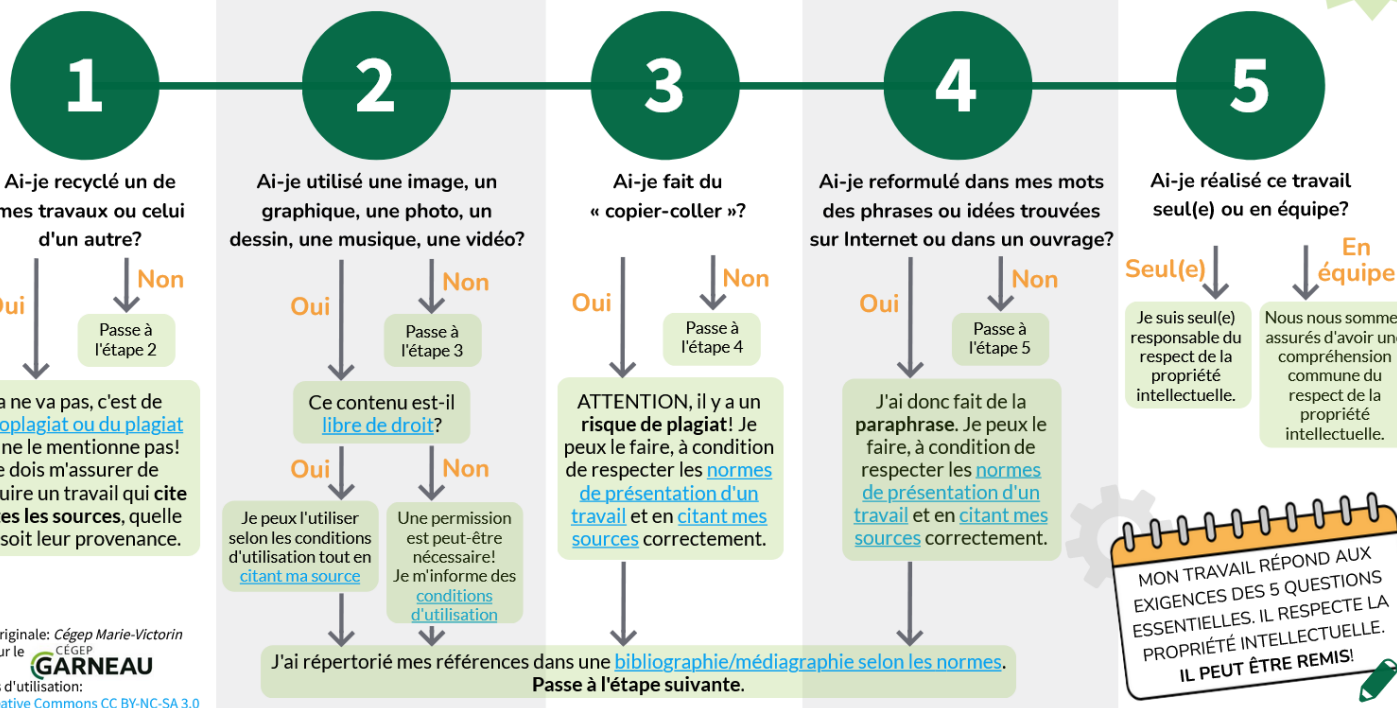 1
2
3
4
5
Ai-je recyclé un de
mes travaux ou celui
d'un autre?
Non
Passe à
l'étape 2
a ne va pas, c'est de
oplagiat ou du plagiat
ne le mentionne pas!
e dois m'assurer de
uire un travail qui cite
es les sources, quelle
soit leur provenance.
Ai-je utilisé une image, un
graphique, une photo, un
dessin, une musique, une vidéo?
Oui
Non
Passe à
l'étape 3
Ce contenu est-il
libre de droit?
Oui
Non
Je peux l'utiliser
selon les conditions
d'utilisation tout en
citant ma source
Une permission
est peut-être
nécessaire!
Je m'informe des
conditions
d'utilisation
Ai-je fait du
« copier-coller »?
Oui
Non
Passe à
l'étape 4
ATTENTION, il y a un
risque de plagiat! Je
peux le faire, à condition
de respecter les normes
de présentation d'un
travail et en citant mes
sources correctement.
Ai-je reformulé dans mes mots
des phrases ou idées trouvées
sur Internet ou dans un ouvrage?
Oui
Non
Passe à
l'étape 5
J'ai donc fait de la
paraphrase. Je peux le
faire, à condition de
respecter les normes
de présentation d'un
travail et en citant mes
sources correctement.
J'ai répertorié mes références dans une bibliographie/médiagraphie selon les normes.
Passe à l'étape suivante.
Ai-je réalisé ce travail
seul(e) ou en équipe?
Seul(e)
En
équipe
Je suis seul(e)
responsable du
respect de la
propriété
intellectuelle.
Nous nous somme
assurés d'avoir une
compréhension
commune du
respect de la
propriété
intellectuelle.
MON TRAVAIL RÉPOND AUX
EXIGENCES DES 5 QUESTIONS
ESSENTIELLES. IL RESPECTE LA
PROPRIÉTÉ INTELLECTUELLE.
IL PEUT ÊTRE REMIS!
riginale: Cégep Marie-Victorin
ur le CÉGEP
GARNEAU
s d'utilisation:
ative Commons CC BY-NC-SA 3.0